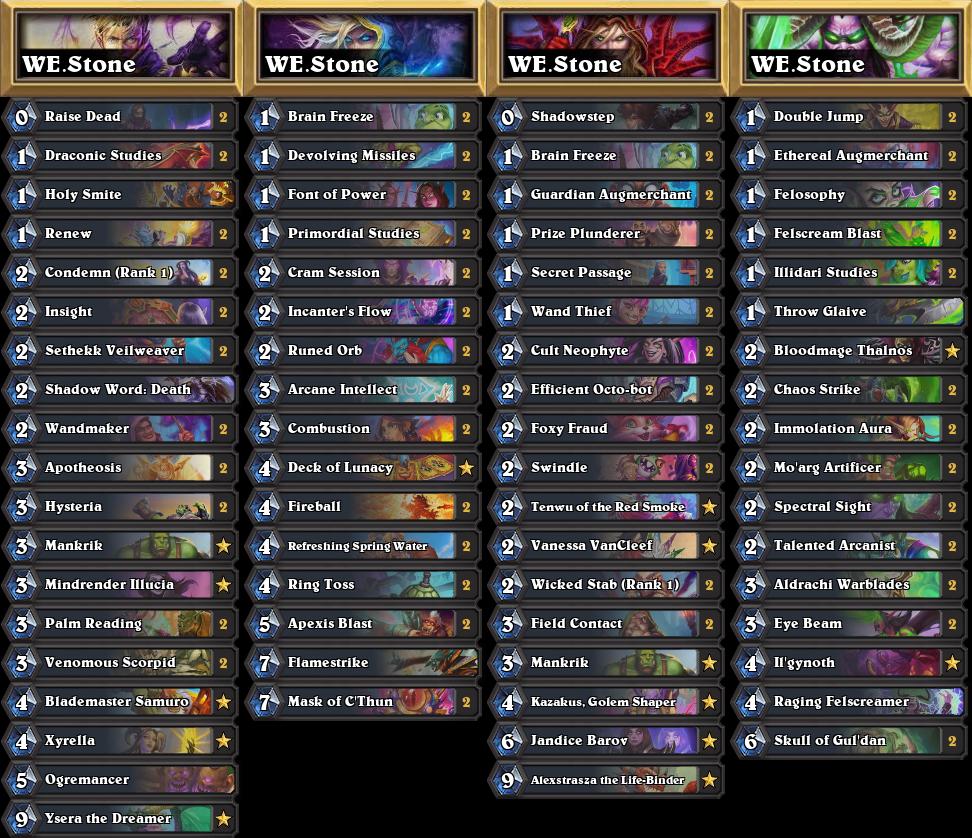 WE.Stone
0 Raise Dead 2
1 Draconic Studies 2
1 Holy Smite 2
1 Renew 2
2 Condemn (Rank 1) 2
2 Insight 2
2 Sethekk Veilweaver 2
2 Shadow Word: Death
2 Wandmaker 2
3 Apotheosis 2
3 Hysteria 2
3 Mankrik
3 Mindrender Illucia
3 Palm Reading 2
3 Venomous Scorpid 2
4 Blademaster Samuro
4 Xyrella
5 Ogremancer
9 Ysera the Dreamer
WE.Stone
1 Brain Freeze 2
1 Devolving Missiles 2
1 Font of Power 2
1 Primordial Studies 2
2 Cram Session 2
2 Incanter's Flow 2
2 Runed Orb 2
3 Arcane Intellect 2
3 Combustion 2
4 Deck of Lunacy
4 Fireball 2
4 Refreshing Spring Water 2
4 Ring Toss 2
5 Apexis Blast 2
7 Flamestrike
7 Mask of C'Thun 2
WE.Stone
0 Shadowstep 2
1 Brain Freeze 2
1 Guardian Augmerchant 2
1 Prize Plunderer 2
1 Secret Passage 2
1 Wand Thief 2
2 Cult Neophyte 2
2 Efficient Octo-bot 2
2 Foxy Fraud 2
2 Swindle 2
2 Tenwu of the Red Smoke
2 Vanessa VanCleef
2 Wicked Stab (Rank 1) 2
3 Field Contact 2
3 Mankrik
4 Kazakus, Golem Shaper
6 Jandice Barov
9 Alexstrasza the Life-Binder
WE.Stone
1 Double Jump 2
1 Ethereal Augmerchant 2
1 Felosophy 2
1 Felscream Blast 2
1 Illidari Studies 2
1 Throw Glaive
2 Bloodmage Thalnos
2 Chaos Strike 2
2 Immolation Aura 2
2 Mo'arg Artificer 2
2 Spectral Sight 2
2 Talented Arcanist 2
3 Aldrachi Warblades 2
3 Eye Beam 2
4 Il'gynoth
4 Raging Felscreamer
6 Skull of Gul'dan 2